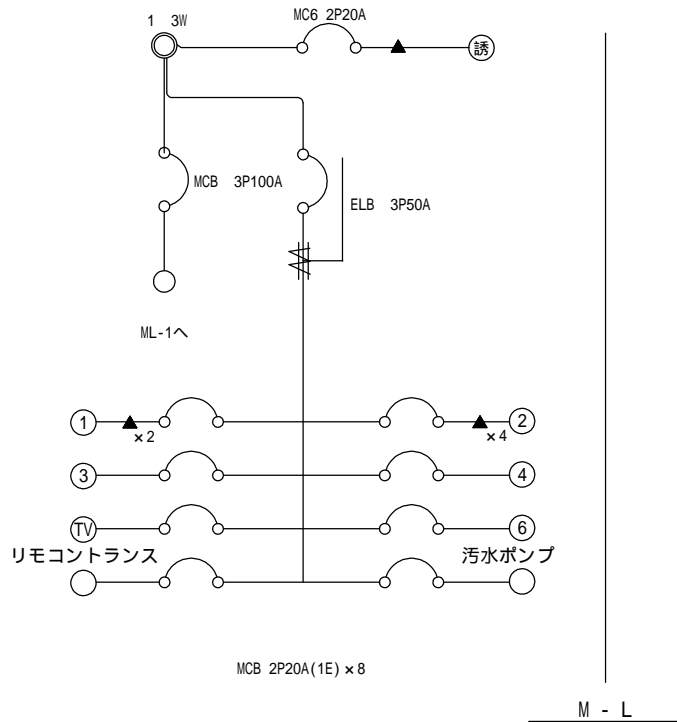 1 3W
MC6 2P20A
誘
MCB 3P100A
ELB 3P50A
ML-1へ
1
×2
×4
2
3
4
TV
6
リモコントランス
汚水ポンプ
MCB 2P20A(1E)×8
M - L